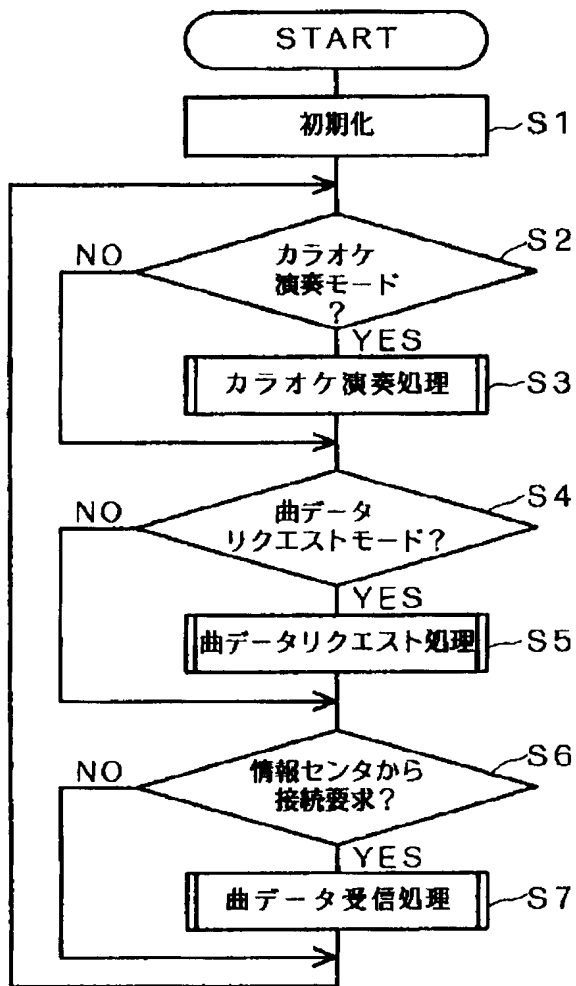 START
初期化
S1
S2
NO
カラオケ
演奏モード
?
YES
カラオケ演奏処理
S3
S4
NO
曲データ
リクエストモード?
YES
曲データリクエスト処理
S5
S6
NO
情報センタから
接続要求?
YES
曲データ受信処理
S7